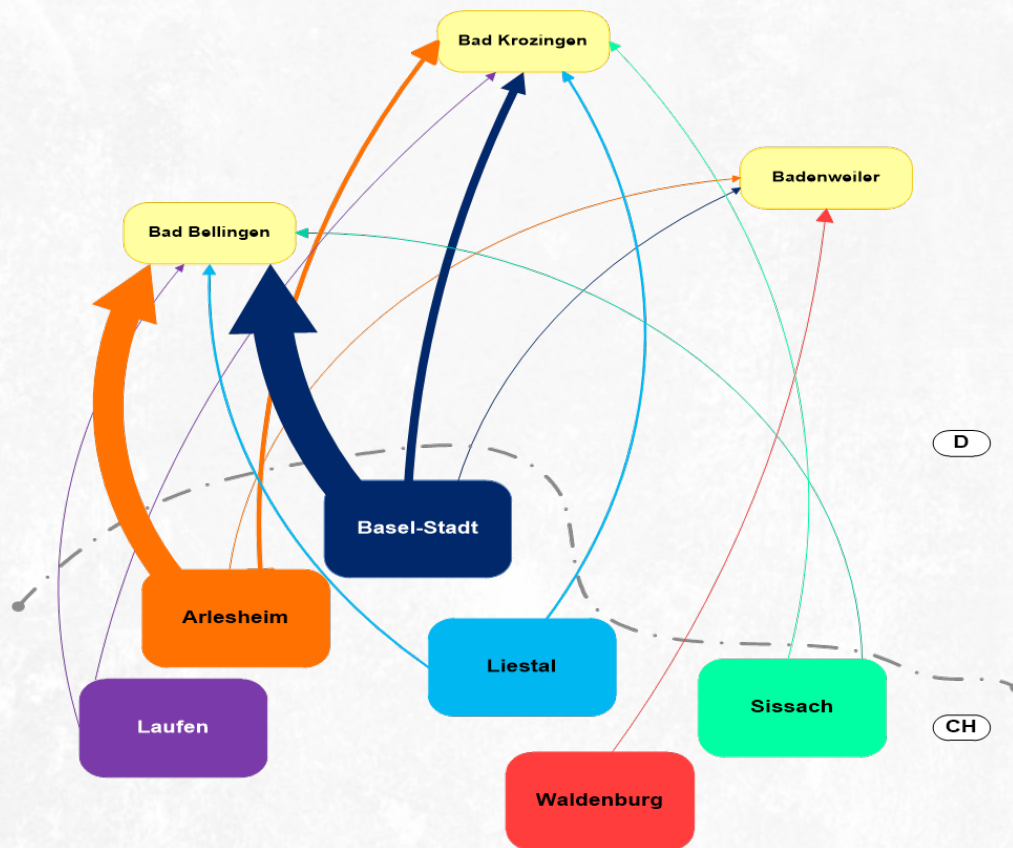 Bad Krozingen
Badenweiler
Bad Bellingen
D
Basel-Stadt
Arlesheim
Liestal
Sissach
Laufen
CH
Waldenburg